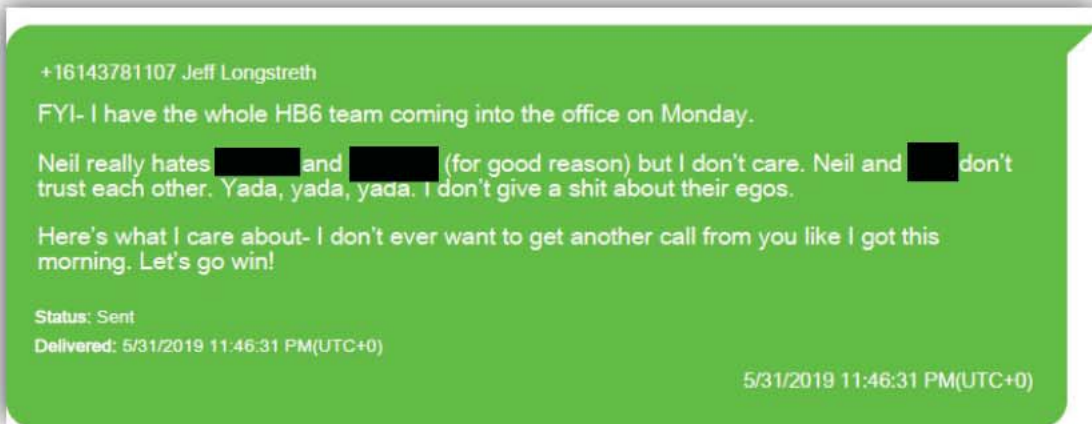 +16143781107 Jeff Longstreth
FYI- I have the whole HB6 team coming into the office on Monday.
Neil really hates and (for good reason) but I don't care. Neil and don't
trust each other. Yada, yada, yada. I don't give a shit about their egos.
Here's what I care about- I don't ever want to get another call from you like I got this
morning. Let's go win!
Status: Sent
Delivered: 5/31/2019 11:46:31 PM(UTC+0)
5/31/2019 11:46:31 PM(UTC+0)